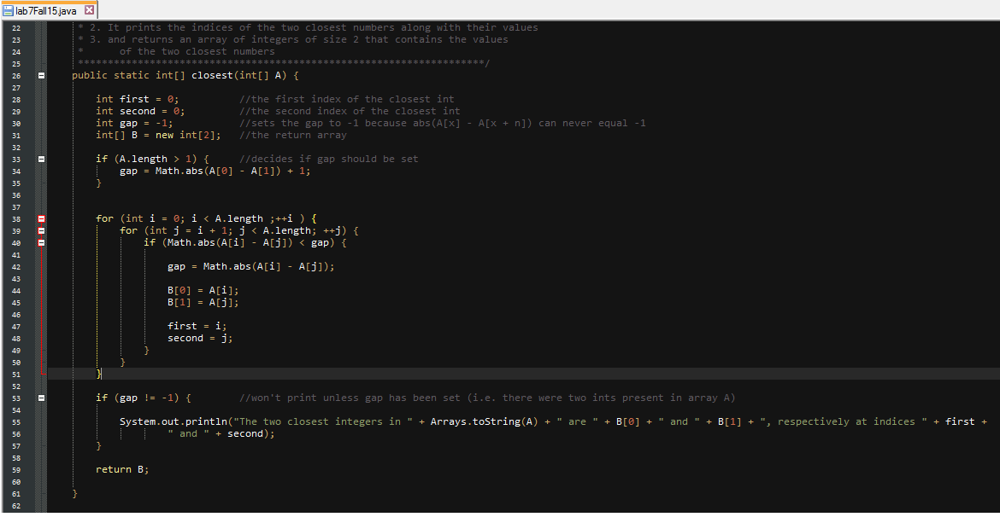 lab7Fall15.java
22 * 2. It prints the indices of the two closest numbers along with their values
23 * 3. and returns an array of integers of size 2 that contains the values
24 * of the two closest numbers
25 *********************************************************************/
26 public static int[] closest(int[] A) {
27
28 int first = 0; //the first index of the closest int
29 int second = 0; //the second index of the closest int
30 int gap = -1; //sets the gap to -1 because abs(A[x] - A[x + n]) can never equal -1
31 int[] B = new int[2]; //the return array
32
33 if (A.length > 1) { //decides if gap should be set
34 gap = Math.abs(A[0] - A[1]) + 1;
35 }
36
37
38 for (int i = 0; i < A.length ;++i ) {
39 for (int j = i + 1; j < A.length; ++j) {
40 if (Math.abs(A[i] - A[j]) < gap) {
41
42 gap = Math.abs(A[i] - A[j]);
43
44 B[0] = A[i];
45 B[1] = A[j];
46
47 first = i;
48 second = j;
49 }
50 }
51 }
52
53 if (gap != -1) { //won't print unless gap has been set (i.e. there were two ints present in array A)
54
55 System.out.println("The two closest integers in " + Arrays.toString(A) + " are " + B[0] + " and " + B[1] + ", respectively at indices " + first +
56 " and " + second);
57 }
58
59 return B;
60
61 }
62